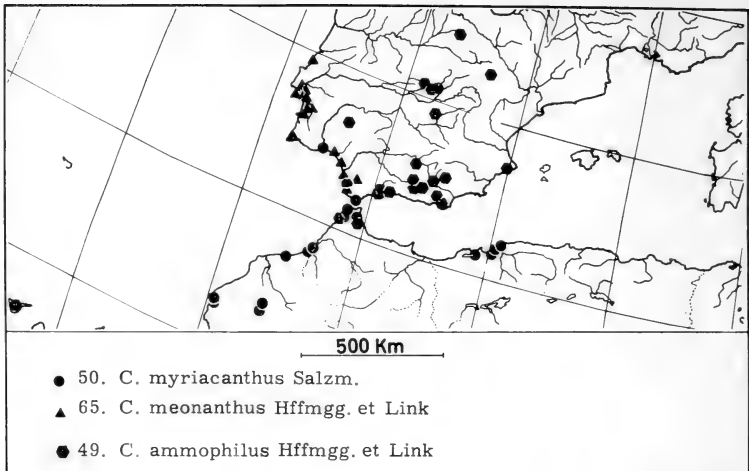 500 Km
50. C. myriacanthus Salzm.
65. C. meonanthus Hffmgg. et Link
49. C. ammophilus Hffmgg. et Link